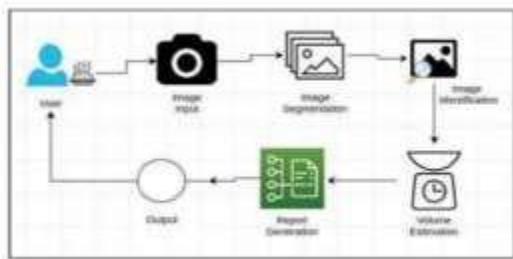 User
Image
Input
Image
Segmentation
Image
Identification
Output
Report
Generation
Volume
Estimation